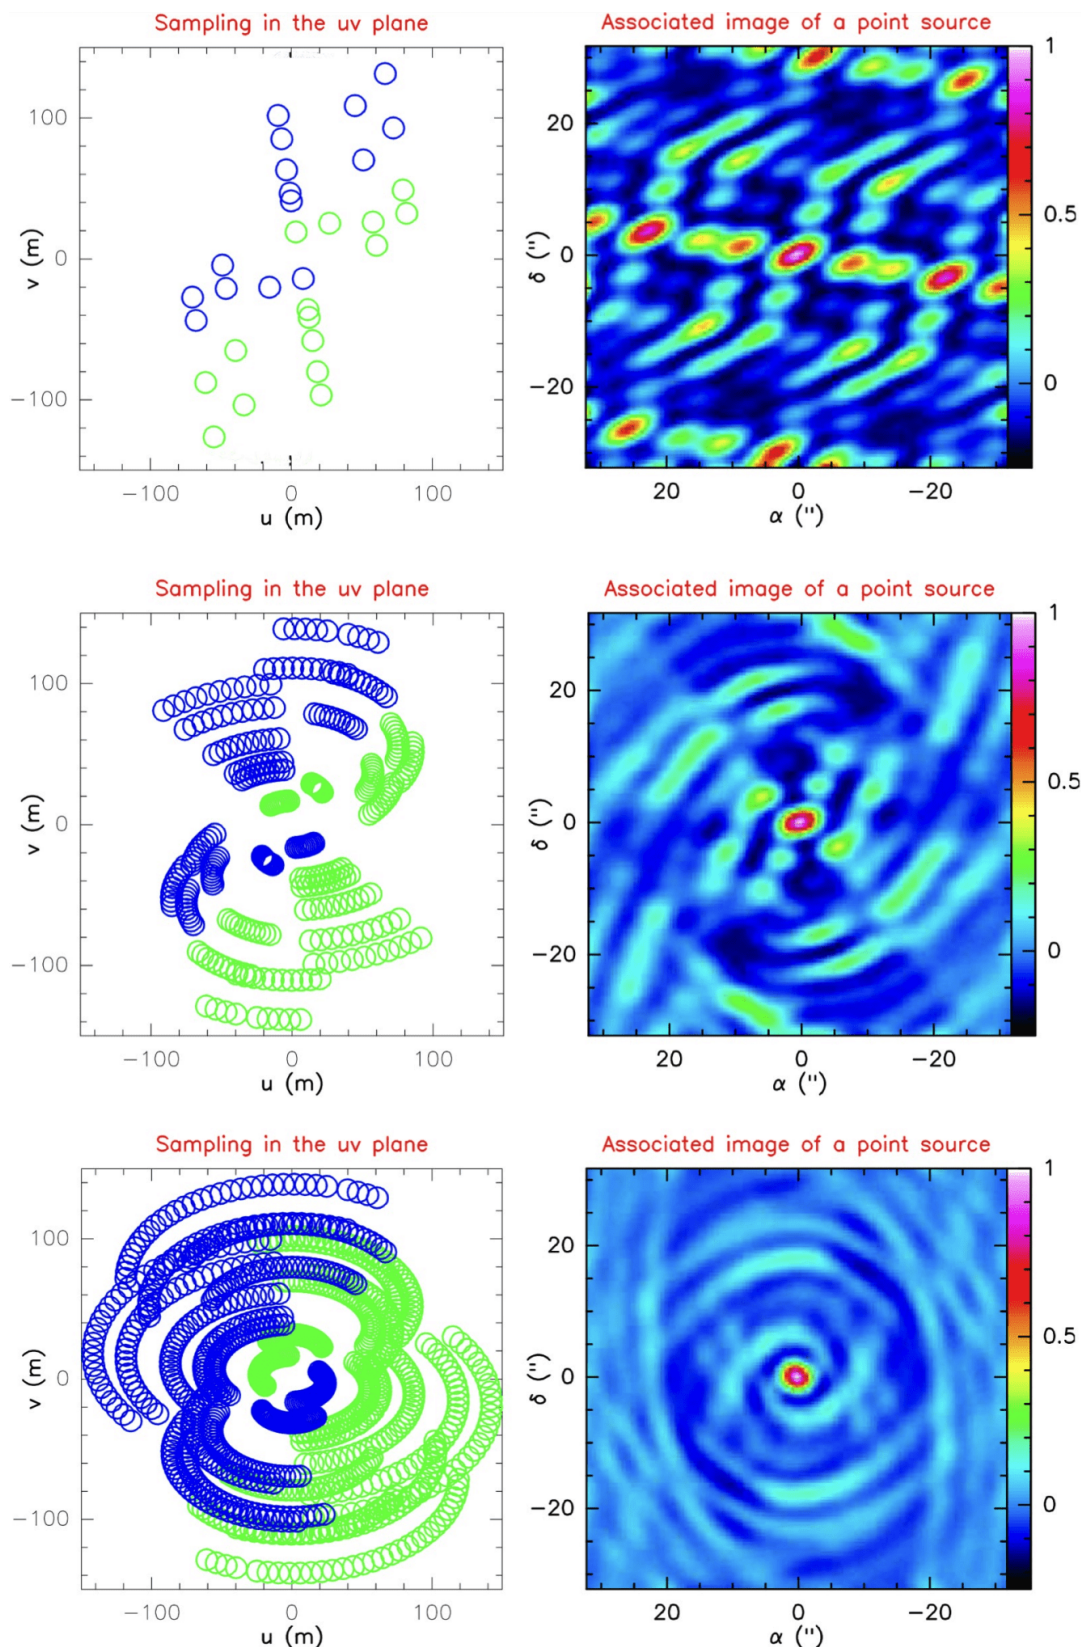 Sampling in the uv plane
Associated image of a point source
100
0
−100
v (m)
−100
0
100
u (m)
20
0
−20
δ (")
20
0
−20
α (")
1
0.5
0
Sampling in the uv plane
Associated image of a point source
100
0
−100
v (m)
−100
0
100
u (m)
20
0
−20
δ (")
20
0
−20
α (")
1
0.5
0
Sampling in the uv plane
Associated image of a point source
100
0
−100
v (m)
−100
0
100
u (m)
20
0
−20
δ (")
20
0
−20
α (")
1
0.5
0